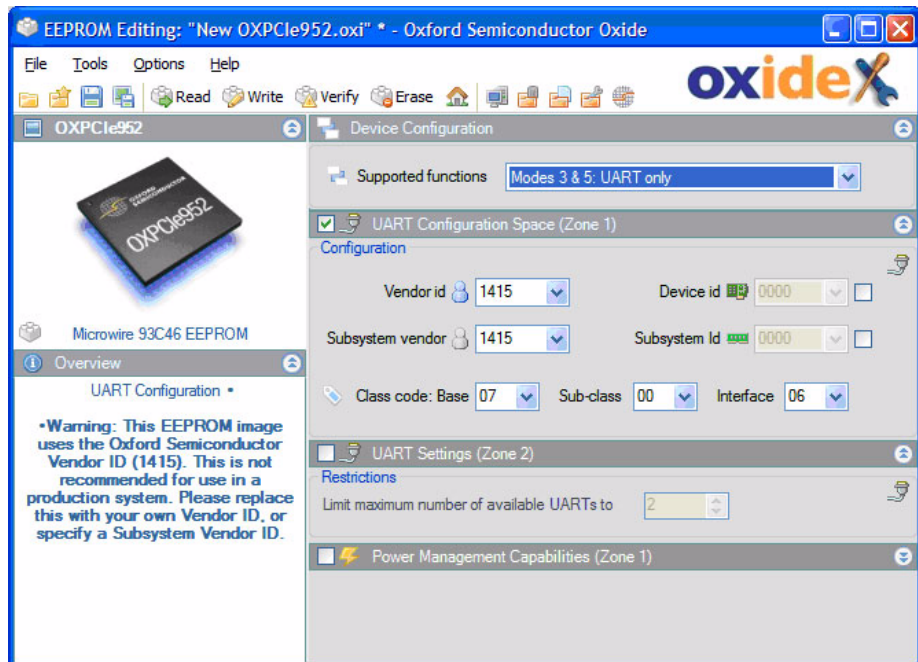 EEPROM Editing: "New OXPCIe952.oxi" * - Oxford Semiconductor Oxide
File Tools Options Help
Read Write Verify Erase
oxide
OXPCIe952
OXFORD SEMICONDUCTOR
OXPCIe952
Microwire 93C46 EEPROM
Overview
UART Configuration •
•Warning: This EEPROM image
uses the Oxford Semiconductor
Vendor ID (1415). This is not
recommended for use in a
production system. Please replace
this with your own Vendor ID, or
specify a Subsystem Vendor ID.
Device Configuration
Supported functions Modes 3 & 5: UART only
UART Configuration Space (Zone 1)
Configuration
Vendor id 1415 Device id 0000
Subsystem vendor 1415 Subsystem Id 0000
Class code: Base 07 Sub-class 00 Interface 06
UART Settings (Zone 2)
Restrictions
Limit maximum number of available UARTs to 2
Power Management Capabilities (Zone 1)